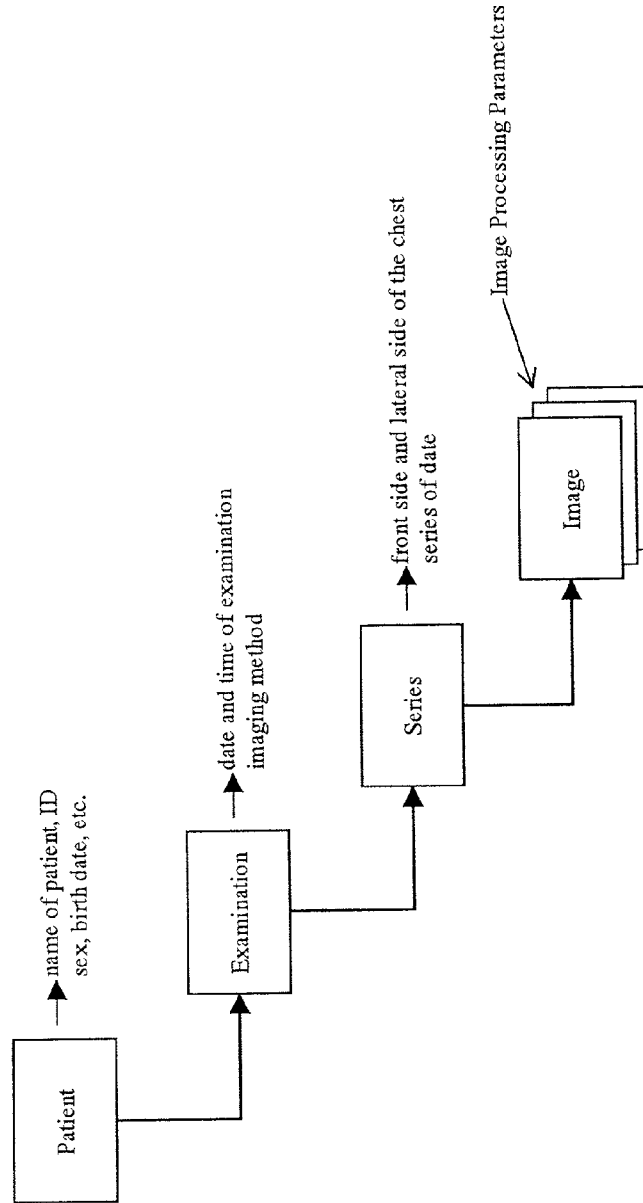 Patient
name of patient, ID
sex, birth date, etc.
Examination
date and time of examination
imaging method
Series
front side and lateral side of the chest
series of date
Image
Image Processing Parameters